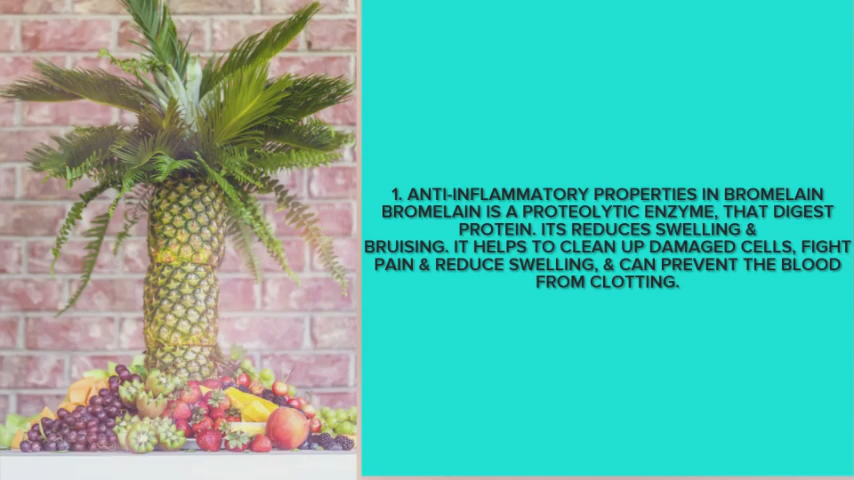 1. ANTI-INFLAMMATORY PROPERTIES IN BROMELAIN
BROMELAIN IS A PROTEOLYTIC ENZYME, THAT DIGEST
PROTEIN. ITS REDUCES SWELLING &
BRUISING. IT HELPS TO CLEAN UP DAMAGED CELLS, FIGHT
PAIN & REDUCE SWELLING, & CAN PREVENT THE BLOOD
FROM CLOTTING.